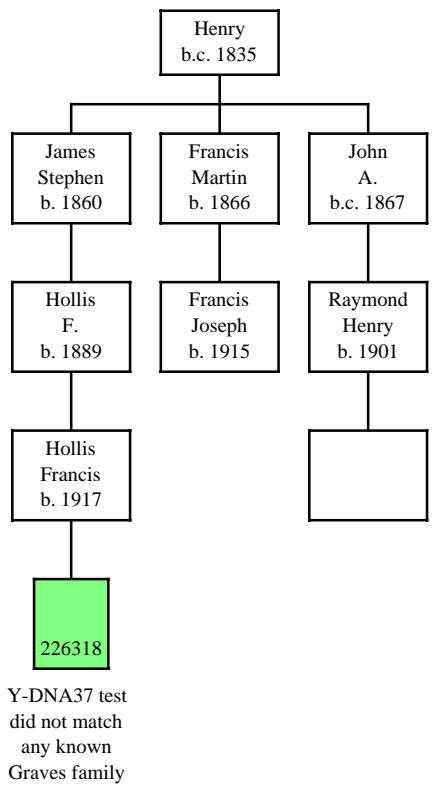 Henry
b.c. 1835
James
Stephen
b. 1860
Francis
Martin
b. 1866
John
A.
b.c. 1867
Hollis
F.
b. 1889
Francis
Joseph
b. 1915
Raymond
Henry
b. 1901
Hollis
Francis
b. 1917
226318
Y-DNA37 test
did not match
any known
Graves family